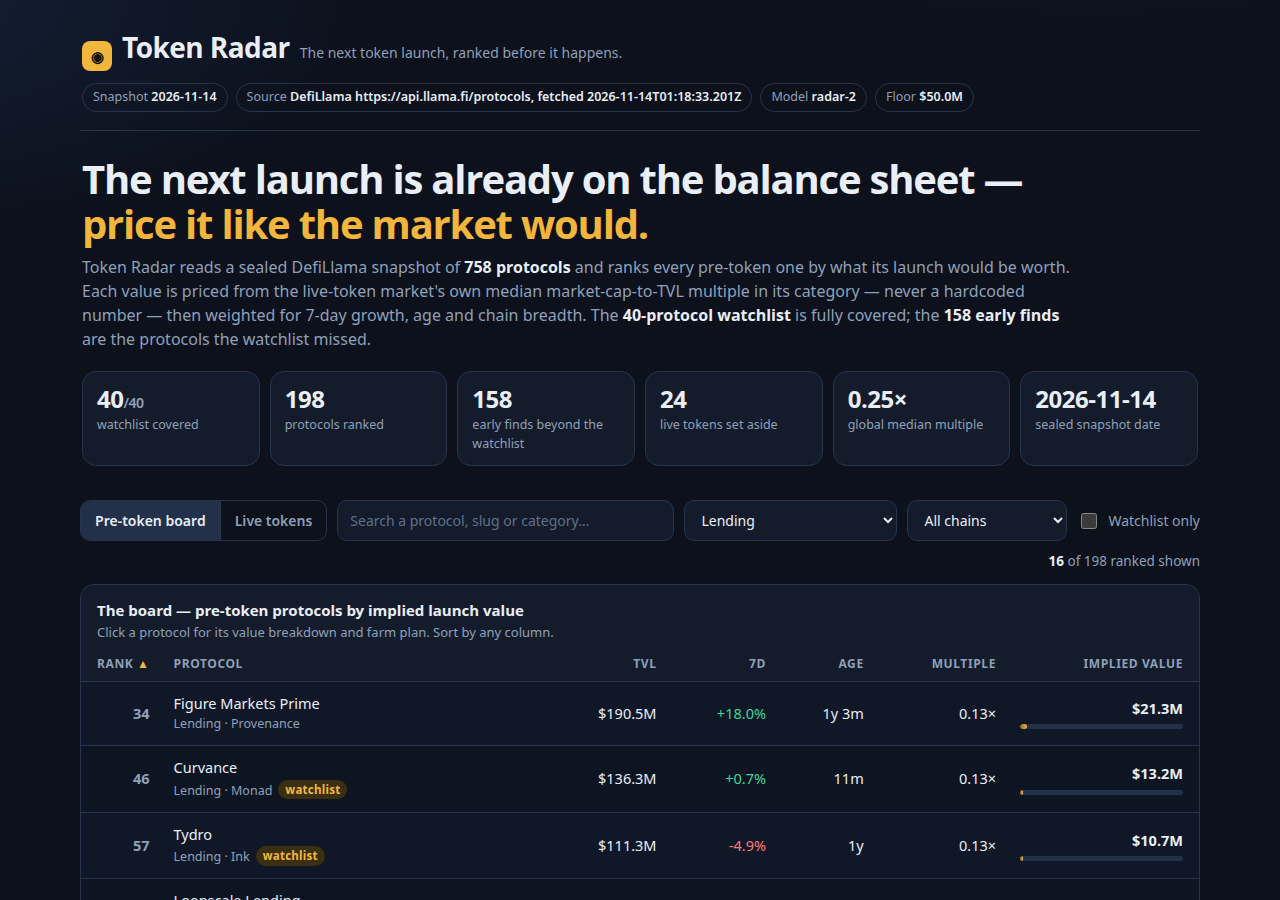 Token Radar The next token launch, ranked before it happens.
Snapshot 2026-11-14 Source DefiLlama https://api.llama.fi/protocols, fetched 2026-11-14T01:18:33.201Z Model radar-2 Floor $50.0M
The next launch is already on the balance sheet —
price it like the market would.
Token Radar reads a sealed DefiLlama snapshot of 758 protocols and ranks every pre-token one by what its launch would be worth.
Each value is priced from the live-token market's own median market-cap-to-TVL multiple in its category — never a hardcoded
number — then weighted for 7-day growth, age and chain breadth. The 40-protocol watchlist is fully covered; the 158 early finds
are the protocols the watchlist missed.
40/40
watchlist covered
198
protocols ranked
158
early finds beyond the
watchlist
24
live tokens set aside
0.25×
global median multiple
2026-11-14
sealed snapshot date
Pre-token board Live tokens Search a protocol, slug or category... Lending All chains Watchlist only
16 of 198 ranked shown
The board — pre-token protocols by implied launch value
Click a protocol for its value breakdown and farm plan. Sort by any column.
RANK ▲ PROTOCOL TVL 7D AGE MULTIPLE IMPLIED VALUE
34 Figure Markets Prime $190.5M +18.0% 1y 3m 0.13× $21.3M
Lending · Provenance
46 Curvance $136.3M +0.7% 11m 0.13× $13.2M
Lending · Monad watchlist
57 Tydro $111.3M -4.9% 1y 0.13× $10.7M
Lending · Ink watchlist
Loopscale Lending